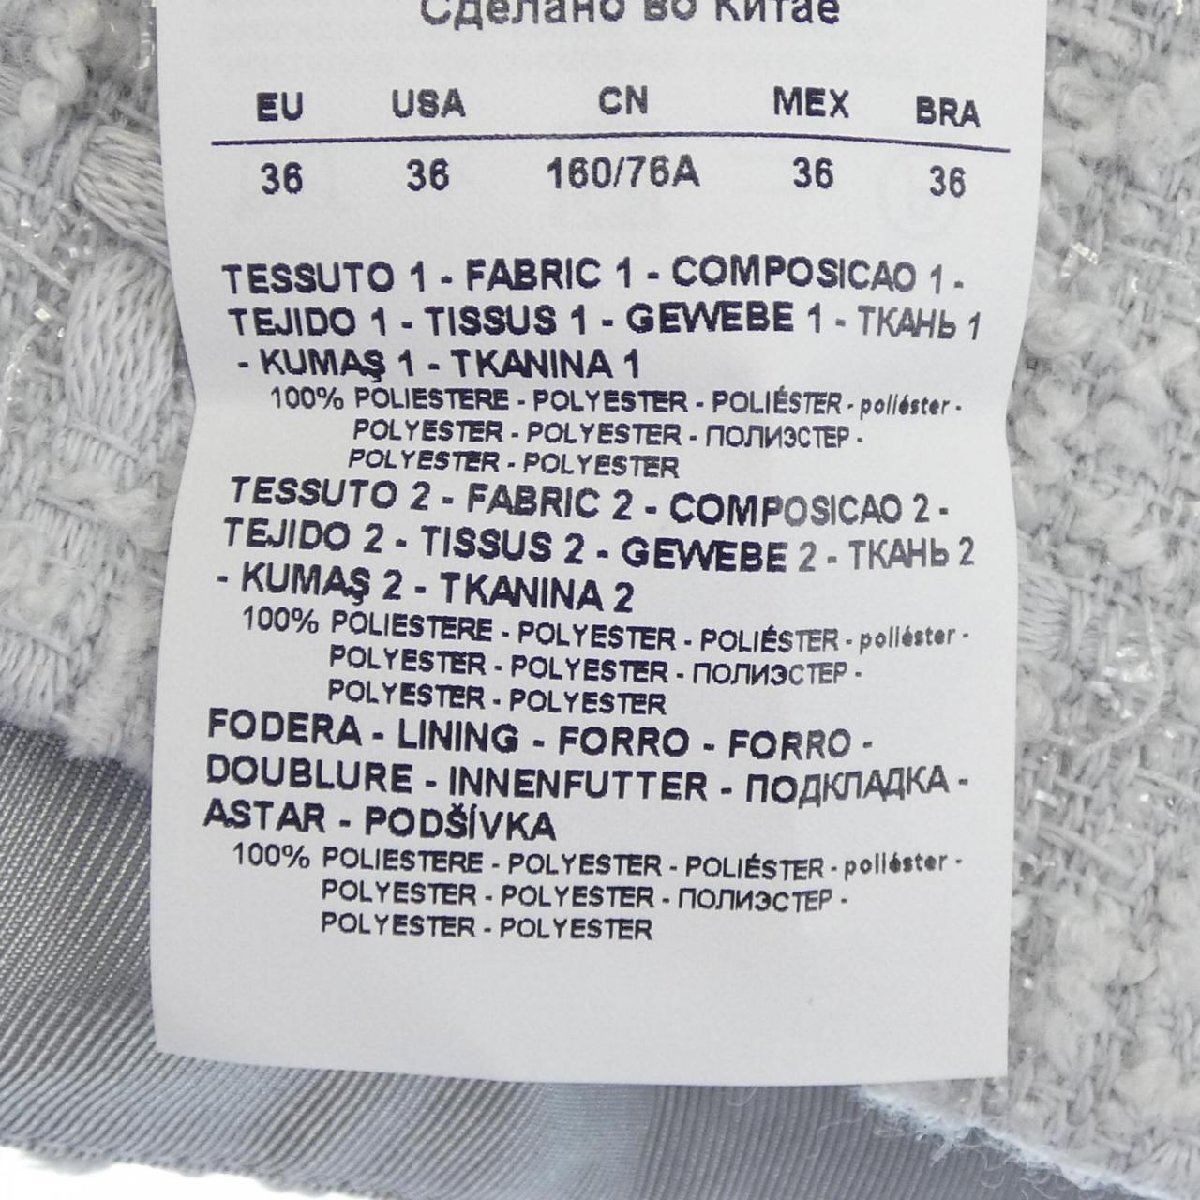 Сделано во Китае
EU USA CN MEX BRA
36 36 160/76A 36 36
TESSUTO 1 - FABRIC 1 - COMPOSICAO 1 -
TEJIDO 1 - TISSUS 1 - GEWEBE 1 - ТКАНЬ 1
- KUMAŞ 1 - TKANINA 1
100% POLIESTERE - POLYESTER - POLIÉSTER - poliéster -
POLYESTER - POLYESTER - ПОЛИЭСТЕР -
POLYESTER - POLYESTER
TESSUTO 2 - FABRIC 2 - COMPOSICAO 2 -
TEJIDO 2 - TISSUS 2 - GEWEBE 2 - ТКАНЬ 2
- KUMAŞ 2 - TKANINA 2
100% POLIESTERE - POLYESTER - POLIÉSTER - poliéster -
POLYESTER - POLYESTER - ПОЛИЭСТЕР -
POLYESTER - POLYESTER
FODERA - LINING - FORRO - FORRO -
DOUBLURE - INNENFUTTER - ПОДКЛАДКА -
ASTAR - PODŠÍVKA
100% POLIESTERE - POLYESTER - POLIÉSTER - poliéster -
POLYESTER - POLYESTER - ПОЛИЭСТЕР -
POLYESTER - POLYESTER